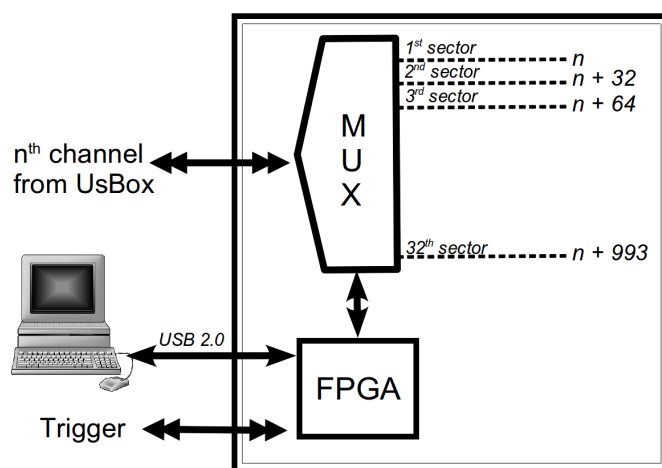 1st sector
n
2nd sector
n + 32
3rd sector
n + 64
M
U
X
nth channel
from UsBox
32th sector
n + 993
USB 2.0
FPGA
Trigger